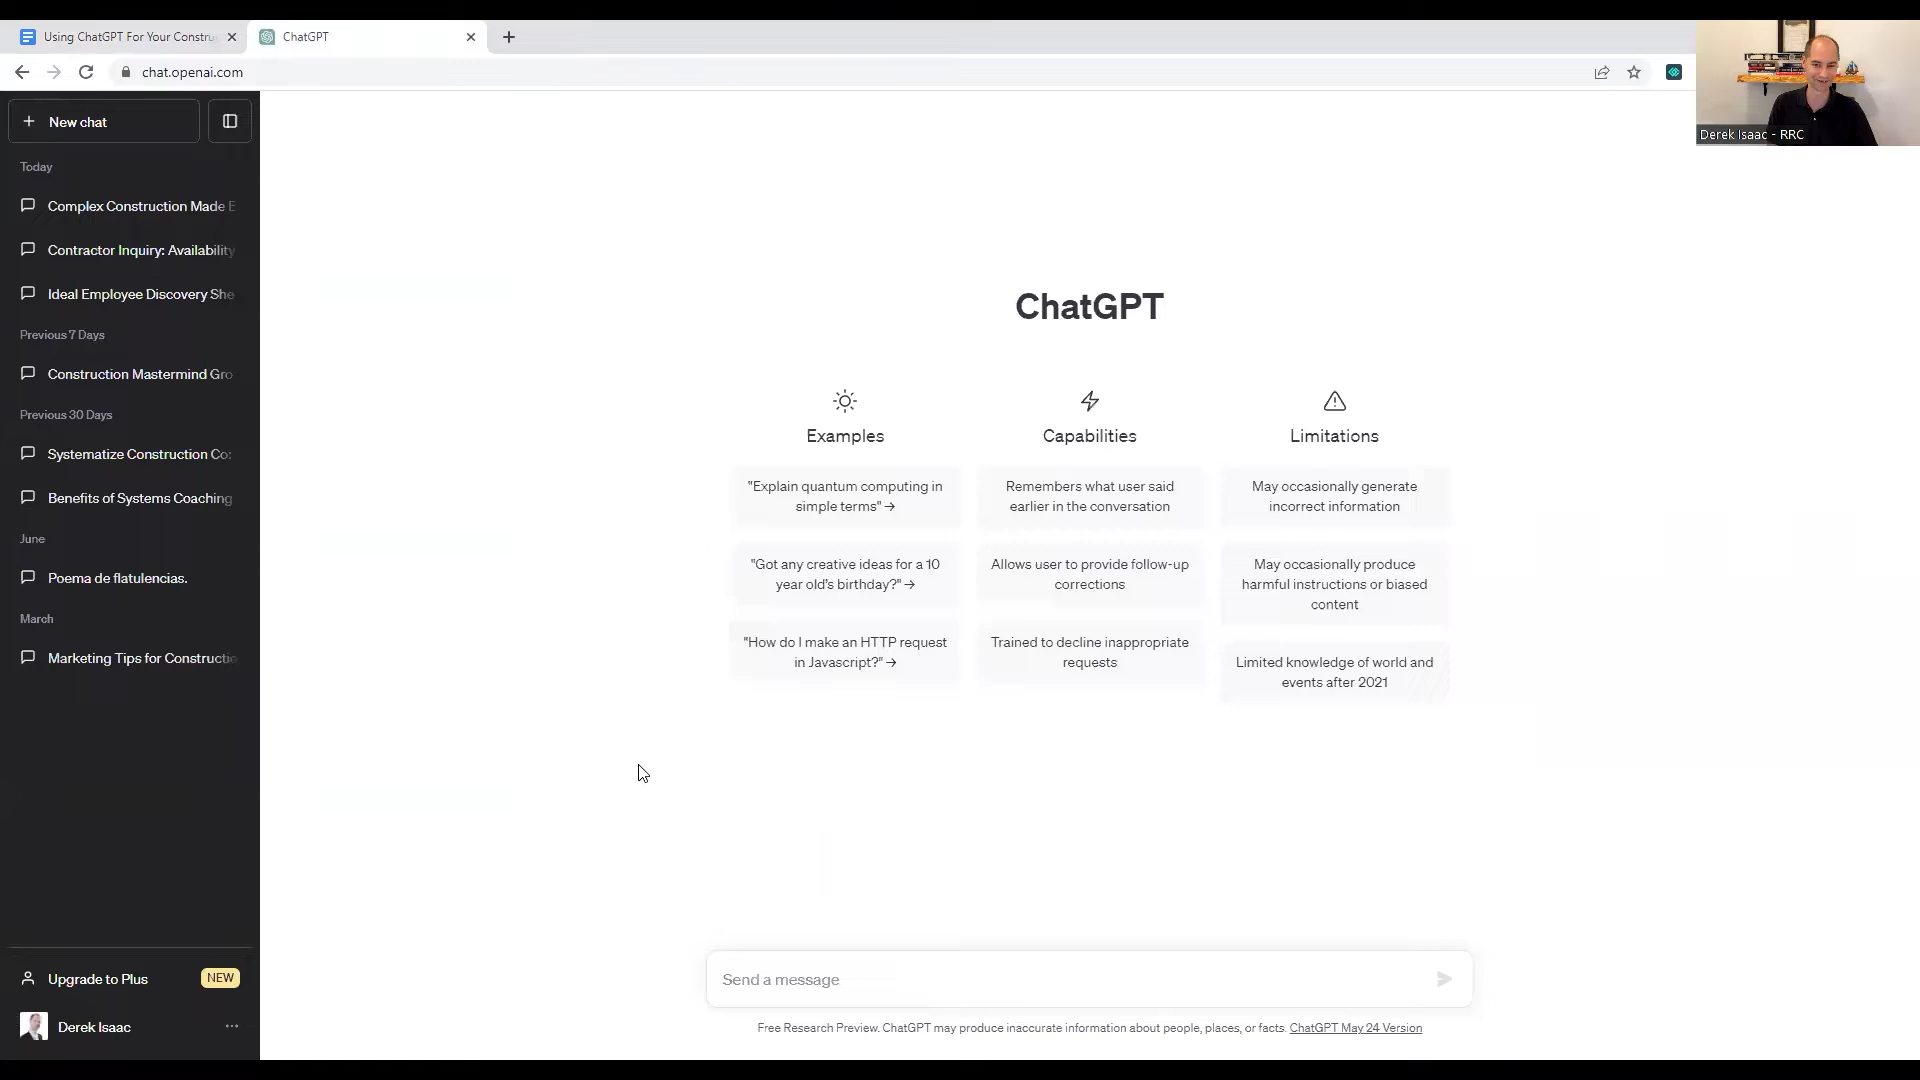 Using ChatGPT For Your Constru
ChatGPT
chat.openai.com
Derek Isaac - RRC
New chat
Today
Complex Construction Made E
Contractor Inquiry: Availability
Ideal Employee Discovery She
Previous 7 Days
Construction Mastermind Gro
Previous 30 Days
Systematize Construction Co:
Benefits of Systems Coaching
June
Poema de flatulencias.
March
Marketing Tips for Constructio
Upgrade to Plus
NEW
Derek Isaac
ChatGPT
Examples
"Explain quantum computing in
simple terms" →
"Got any creative ideas for a 10
year old's birthday?" →
"How do I make an HTTP request
in Javascript?" →
Capabilities
Remembers what user said
earlier in the conversation
Allows user to provide follow-up
corrections
Trained to decline inappropriate
requests
Limitations
May occasionally generate
incorrect information
May occasionally produce
harmful instructions or biased
content
Limited knowledge of world and
events after 2021
Send a message
Free Research Preview. ChatGPT may produce inaccurate information about people, places, or facts. ChatGPT May 24 Version